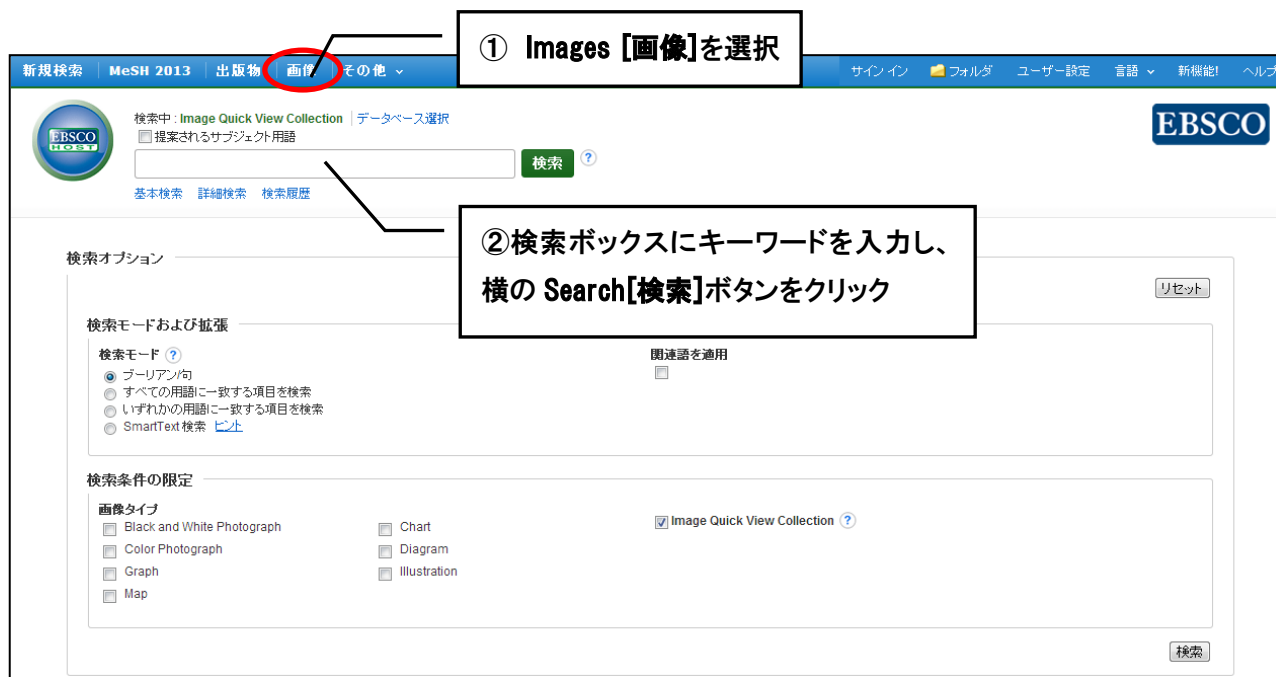 ① Images [画像]を選択
新規検索 MeSH 2013 出版物 画像 その他 サインイン フォルダ ユーザー設定 言語 新機能! ヘルプ
検索中 : Image Quick View Collection データベース選択
提案されるサブジェクト用語
EBSCO
HOST
検索 ?
EBSCO
基本検索 詳細検索 検索履歴
②検索ボックスにキーワードを入力し、
横の Search[検索]ボタンをクリック
検索オプション
リセット
検索モードおよび拡張
検索モード ? 関連語を適用
ブーリアン/句
すべての用語に一致する項目を検索
いずれかの用語に一致する項目を検索
SmartText 検索 ヒント
検索条件の限定
画像タイプ
Black and White Photograph Chart Image Quick View Collection ?
Color Photograph Diagram
Graph Illustration
Map
検索